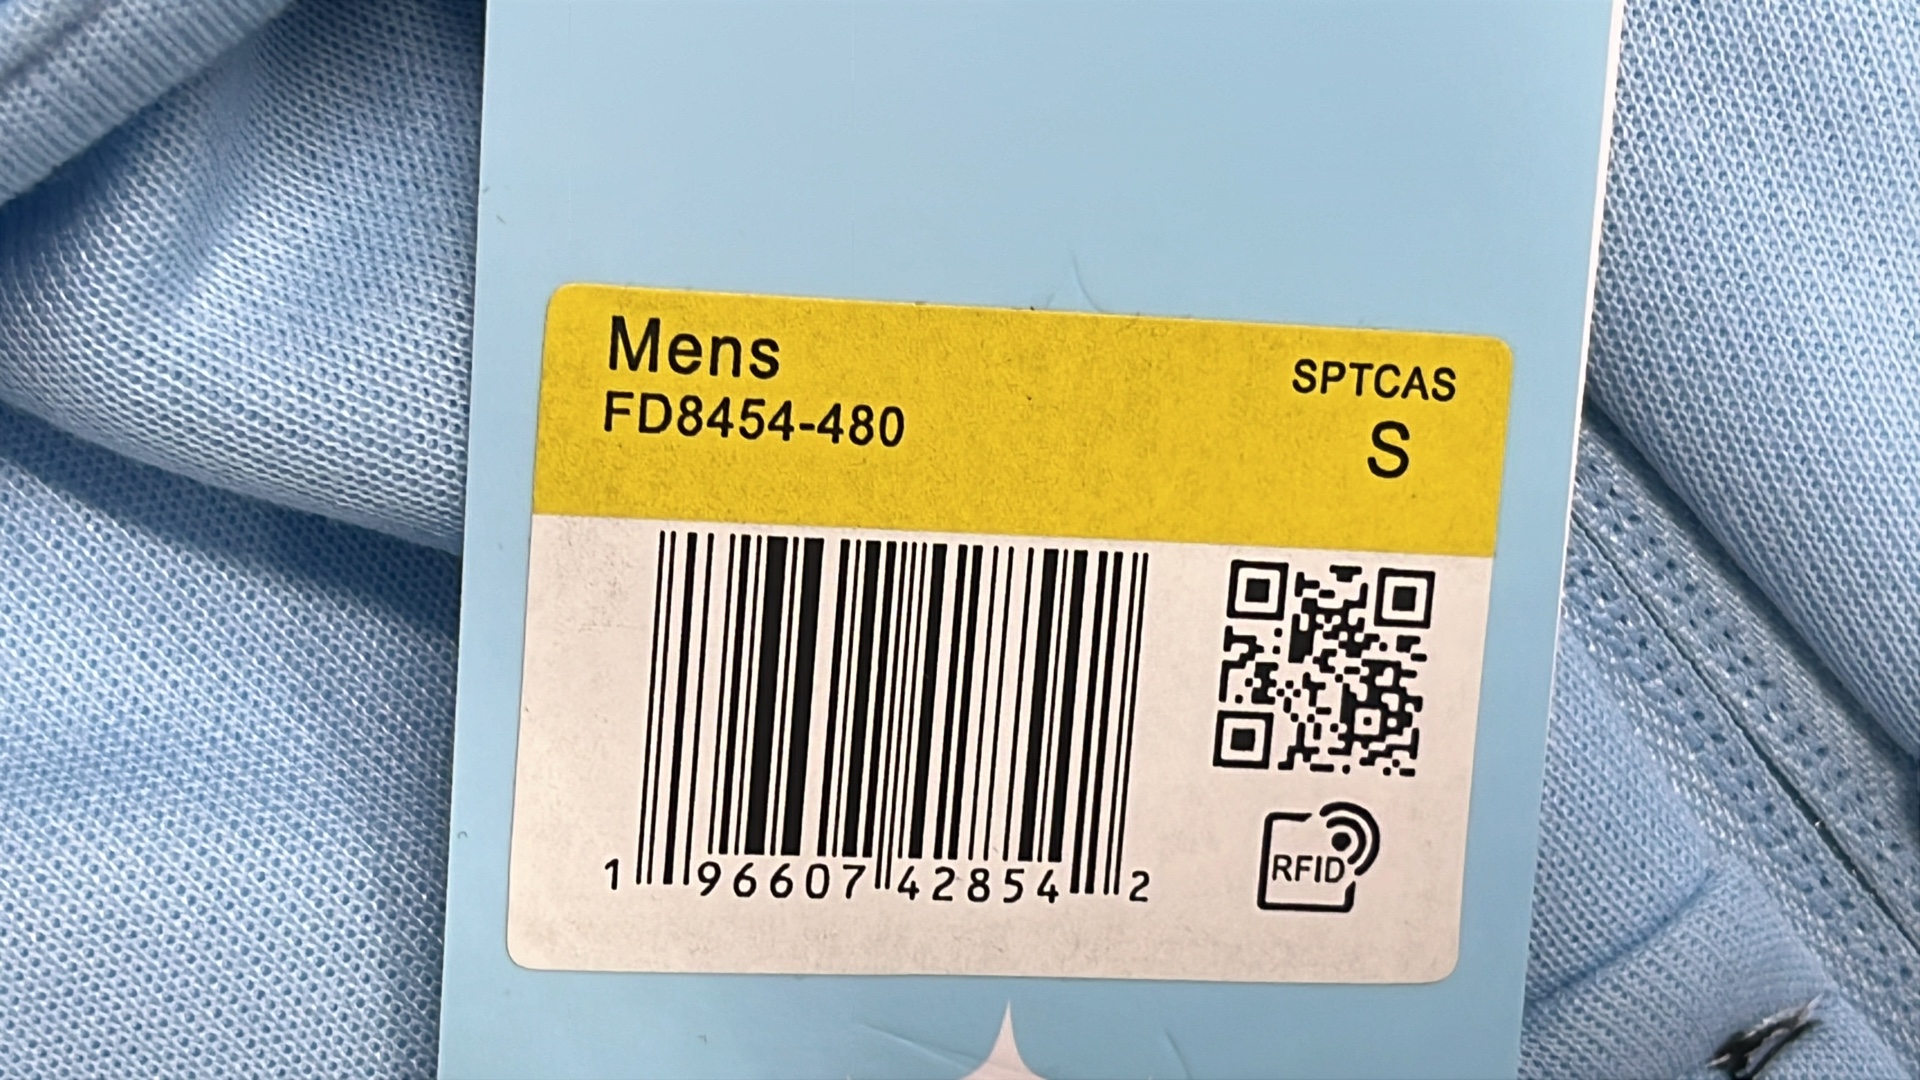 Mens
FD8454-480
SPTCAS
S
1 96607 42854 2
RFID